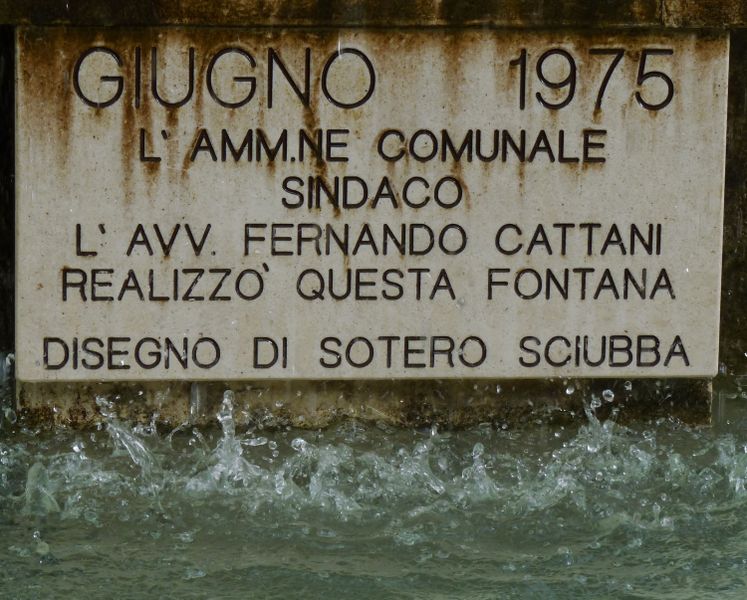 GIUGNO 1975
L' AMM.NE COMUNALE
SINDACO
L' AVV. FERNANDO CATTANI
REALIZZO' QUESTA FONTANA
DISEGNO DI SOTERO SCIUBBA